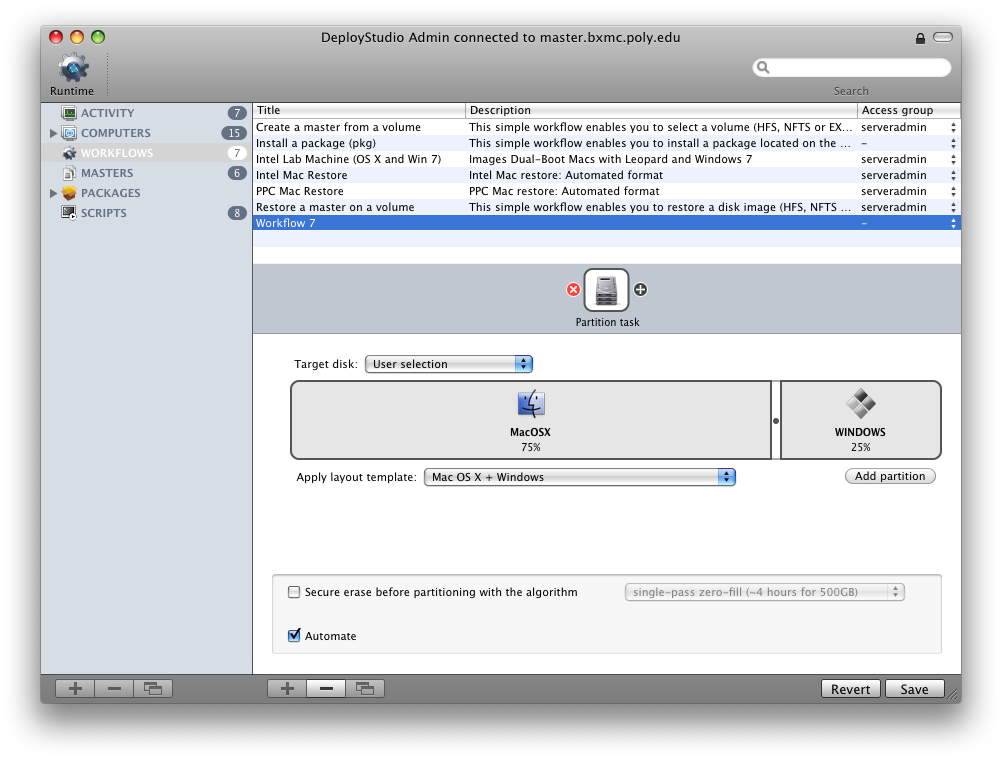 DeployStudio Admin connected to master.bxmc.poly.edu
Runtime
Search
ACTIVITY 7
COMPUTERS 15
WORKFLOWS 7
MASTERS 6
PACKAGES
SCRIPTS 8
Title Description Access group
Create a master from a volume This simple workflow enables you to select a volume (HFS, NFTS or EX... serveradmin
Install a package (pkg) This simple workflow enables you to install a package located on the ... –
Intel Lab Machine (OS X and Win 7) Images Dual-Boot Macs with Leopard and Windows 7 serveradmin
Intel Mac Restore Intel Mac restore: Automated format serveradmin
PPC Mac Restore PPC Mac restore: Automated format serveradmin
Restore a master on a volume This simple workflow enables you to restore a disk image (HFS, NFTS ... serveradmin
Workflow 7 –
Partition task
Target disk: User selection
MacOSX WINDOWS
75% 25%
Apply layout template: Mac OS X + Windows Add partition
Secure erase before partitioning with the algorithm single-pass zero-fill (~4 hours for 500GB)
Automate
Revert Save